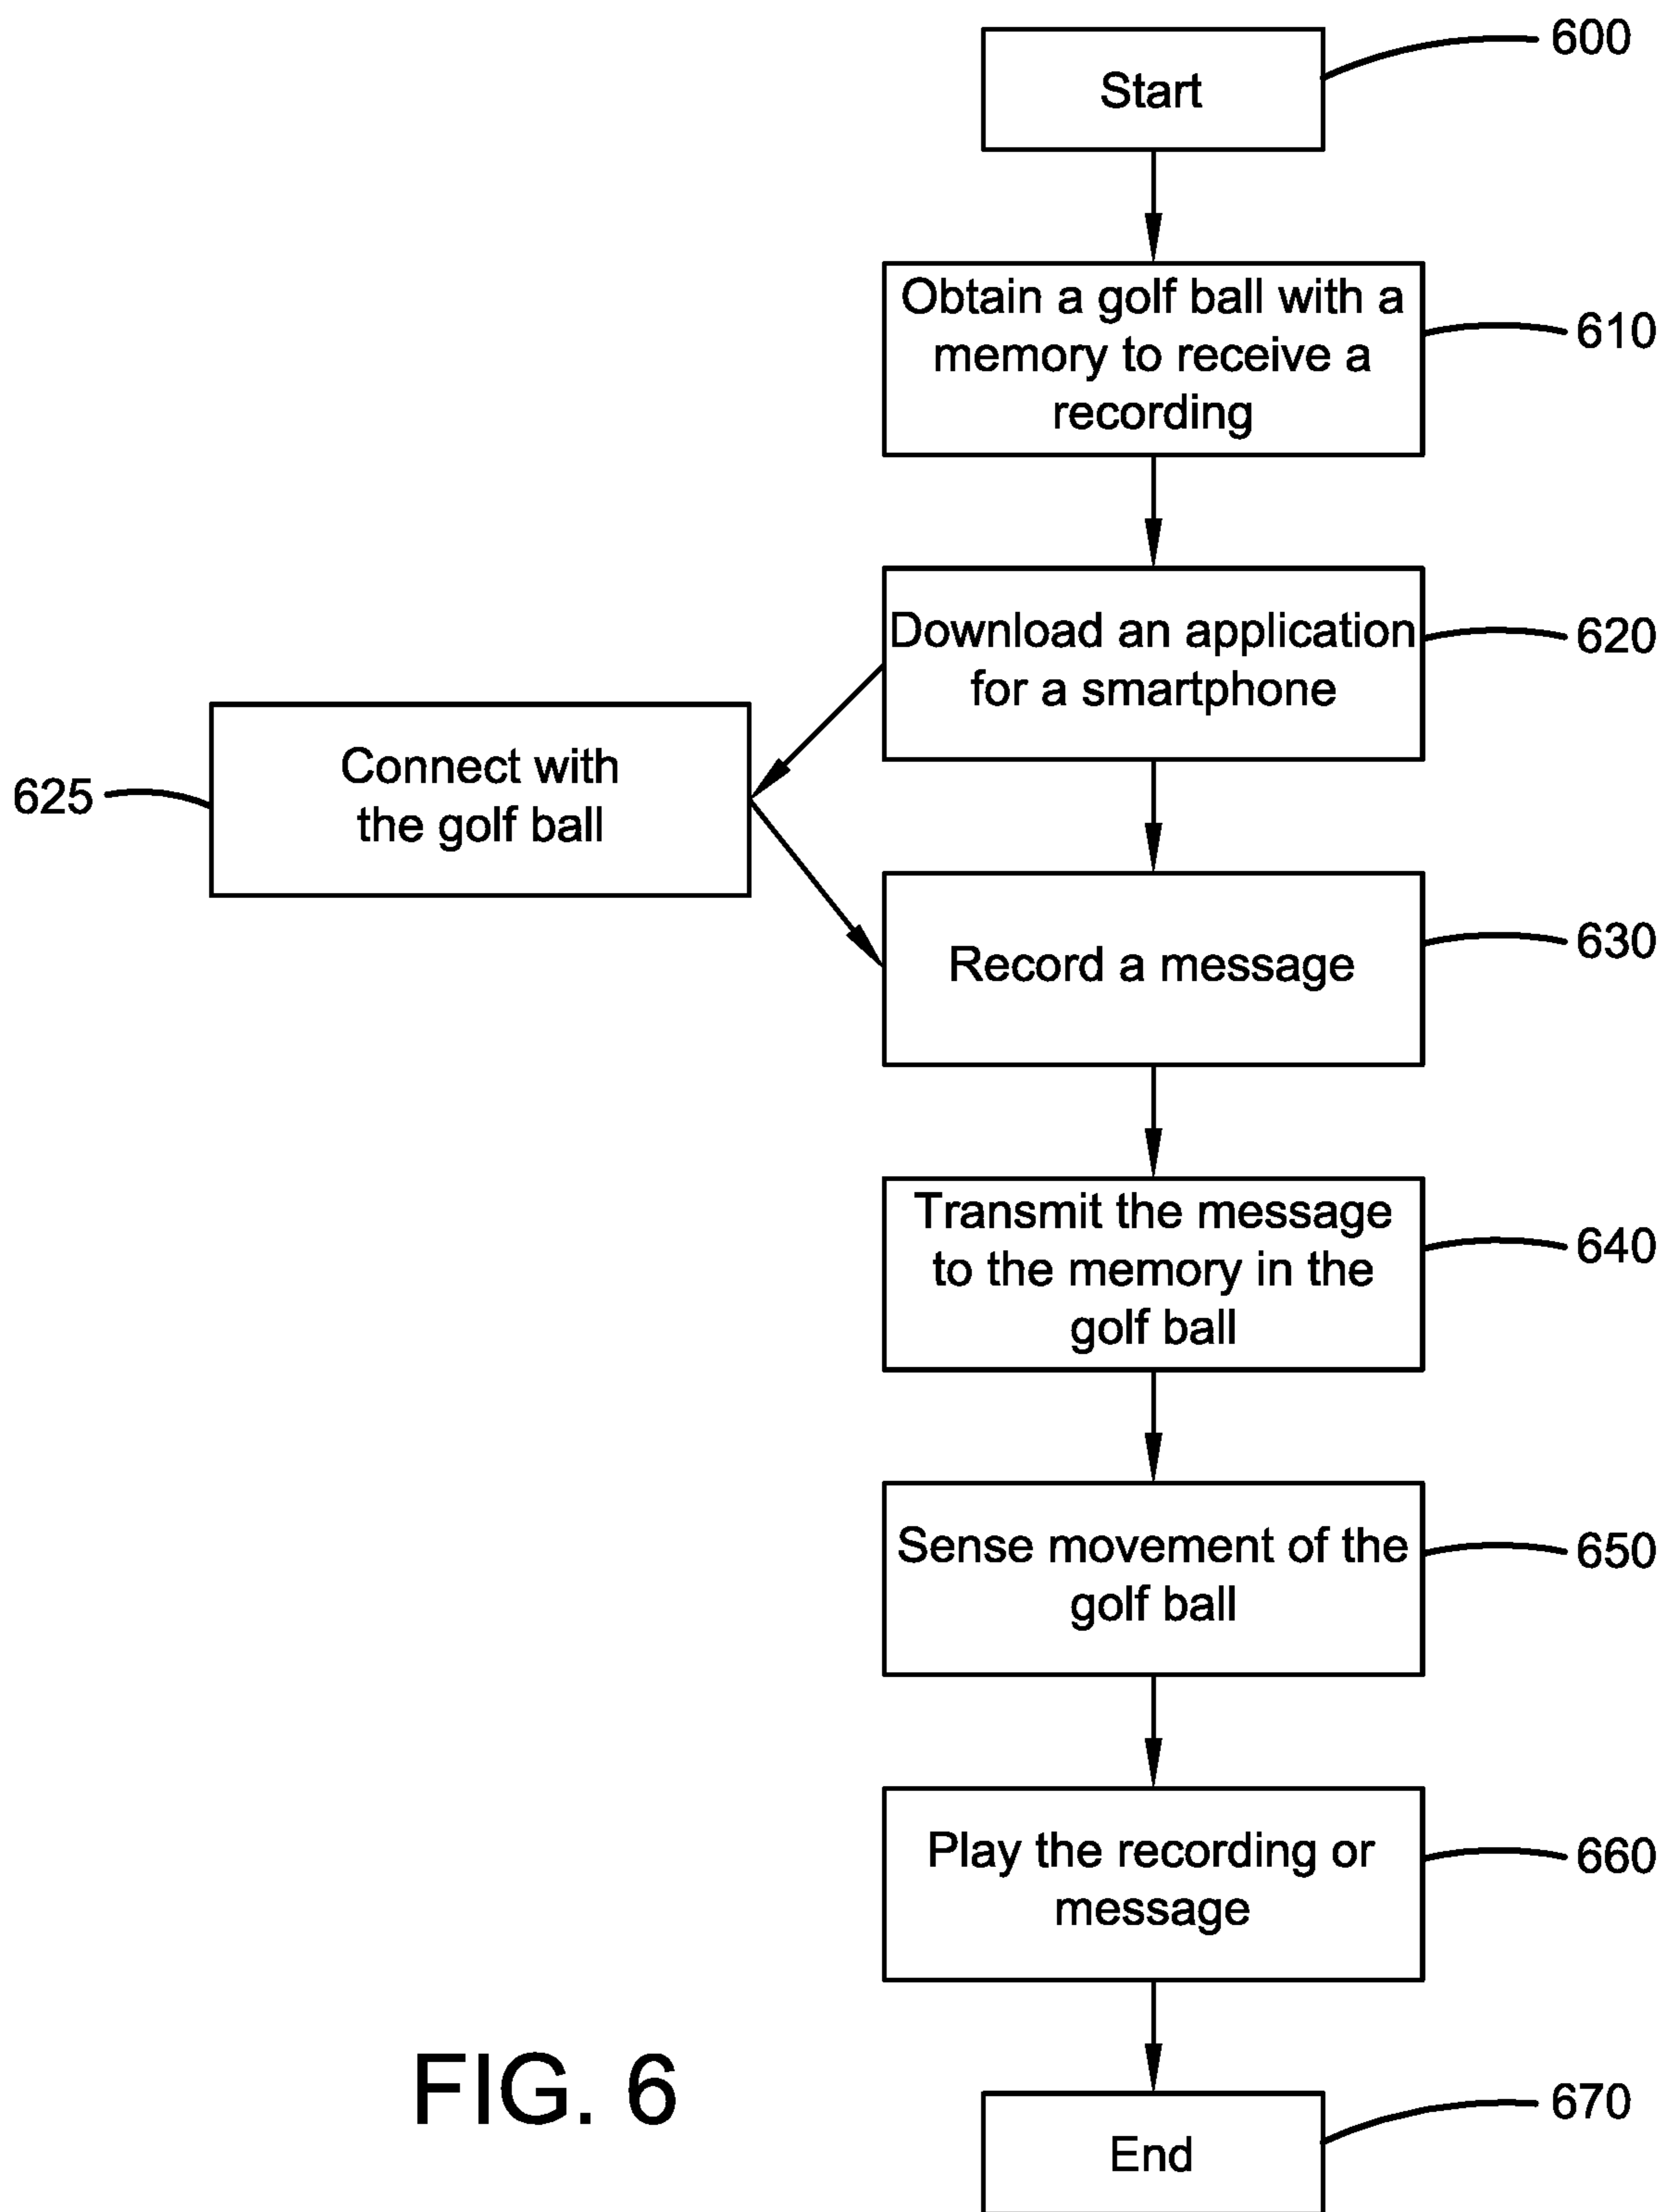 600
Start
Obtain a golf ball with a
memory to receive a
recording
610
Download an application
for a smartphone
620
Connect with
the golf ball
625
Record a message
630
Transmit the message
to the memory in the
golf ball
640
Sense movement of the
golf ball
650
Play the recording or
message
660
FIG. 6
670
End